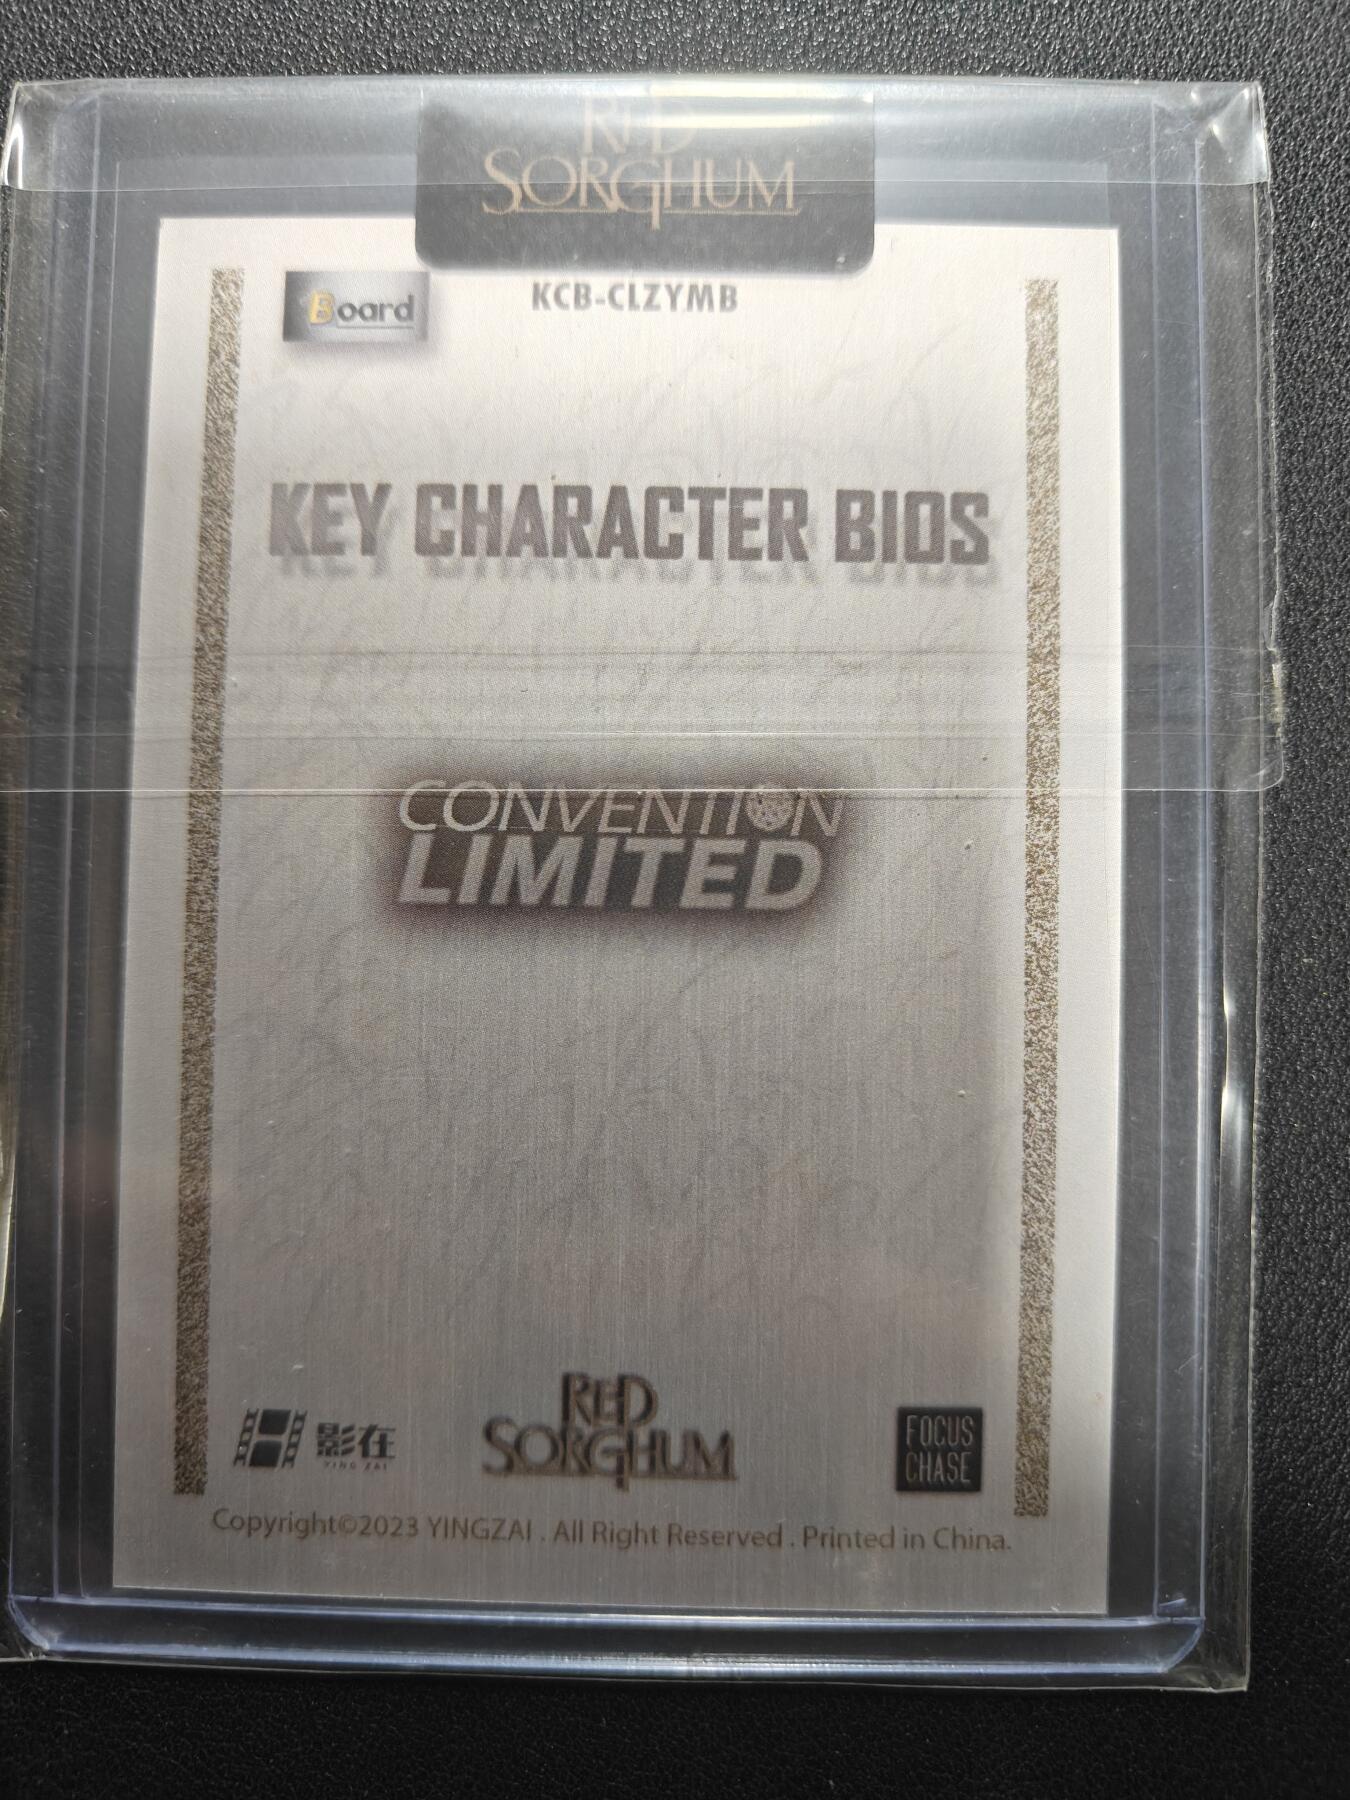 RED
SORGHUM
Board
KCB-CLZYMB
KEY CHARACTER BIOS
CONVENTION
LIMITED
影在
YING ZAI
RED
SORGHUM
FOCUS
CHASE
Copyright©2023 YINGZAI . All Right Reserved . Printed in China.